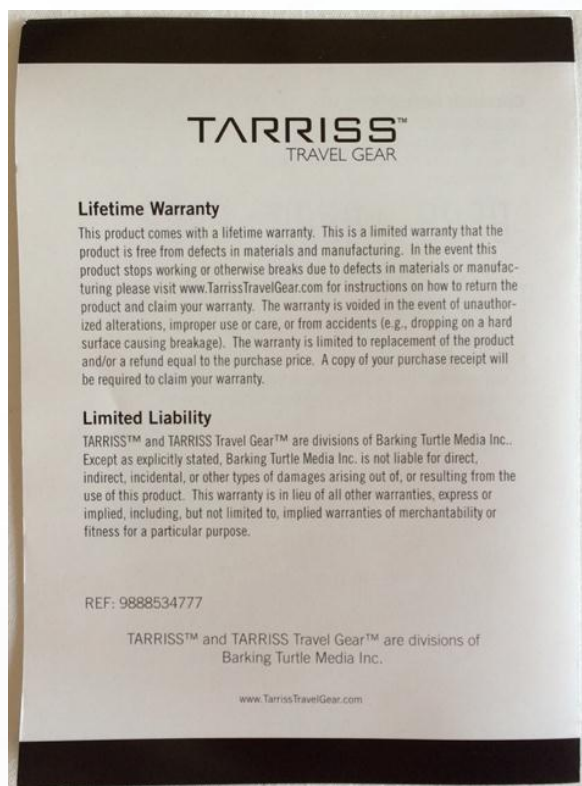 TARRISS™
TRAVEL GEAR
Lifetime Warranty
This product comes with a lifetime warranty. This is a limited warranty that the
product is free from defects in materials and manufacturing. In the event this
product stops working or otherwise breaks due to defects in materials or manufac-
turing please visit www.TarrissTravelGear.com for instructions on how to return the
product and claim your warranty. The warranty is voided in the event of unauthor-
ized alterations, improper use or care, or from accidents (e.g., dropping on a hard
surface causing breakage). The warranty is limited to replacement of the product
and/or a refund equal to the purchase price. A copy of your purchase receipt will
be required to claim your warranty.
Limited Liability
TARRISS™ and TARRISS Travel Gear™ are divisions of Barking Turtle Media Inc..
Except as explicitly stated, Barking Turtle Media Inc. is not liable for direct,
indirect, incidental, or other types of damages arising out of, or resulting from the
use of this product. This warranty is in lieu of all other warranties, express or
implied, including, but not limited to, implied warranties of merchantability or
fitness for a particular purpose.
REF: 9888534777
TARRISS™ and TARRISS Travel Gear™ are divisions of
Barking Turtle Media Inc.
www.TarrissTravelGear.com